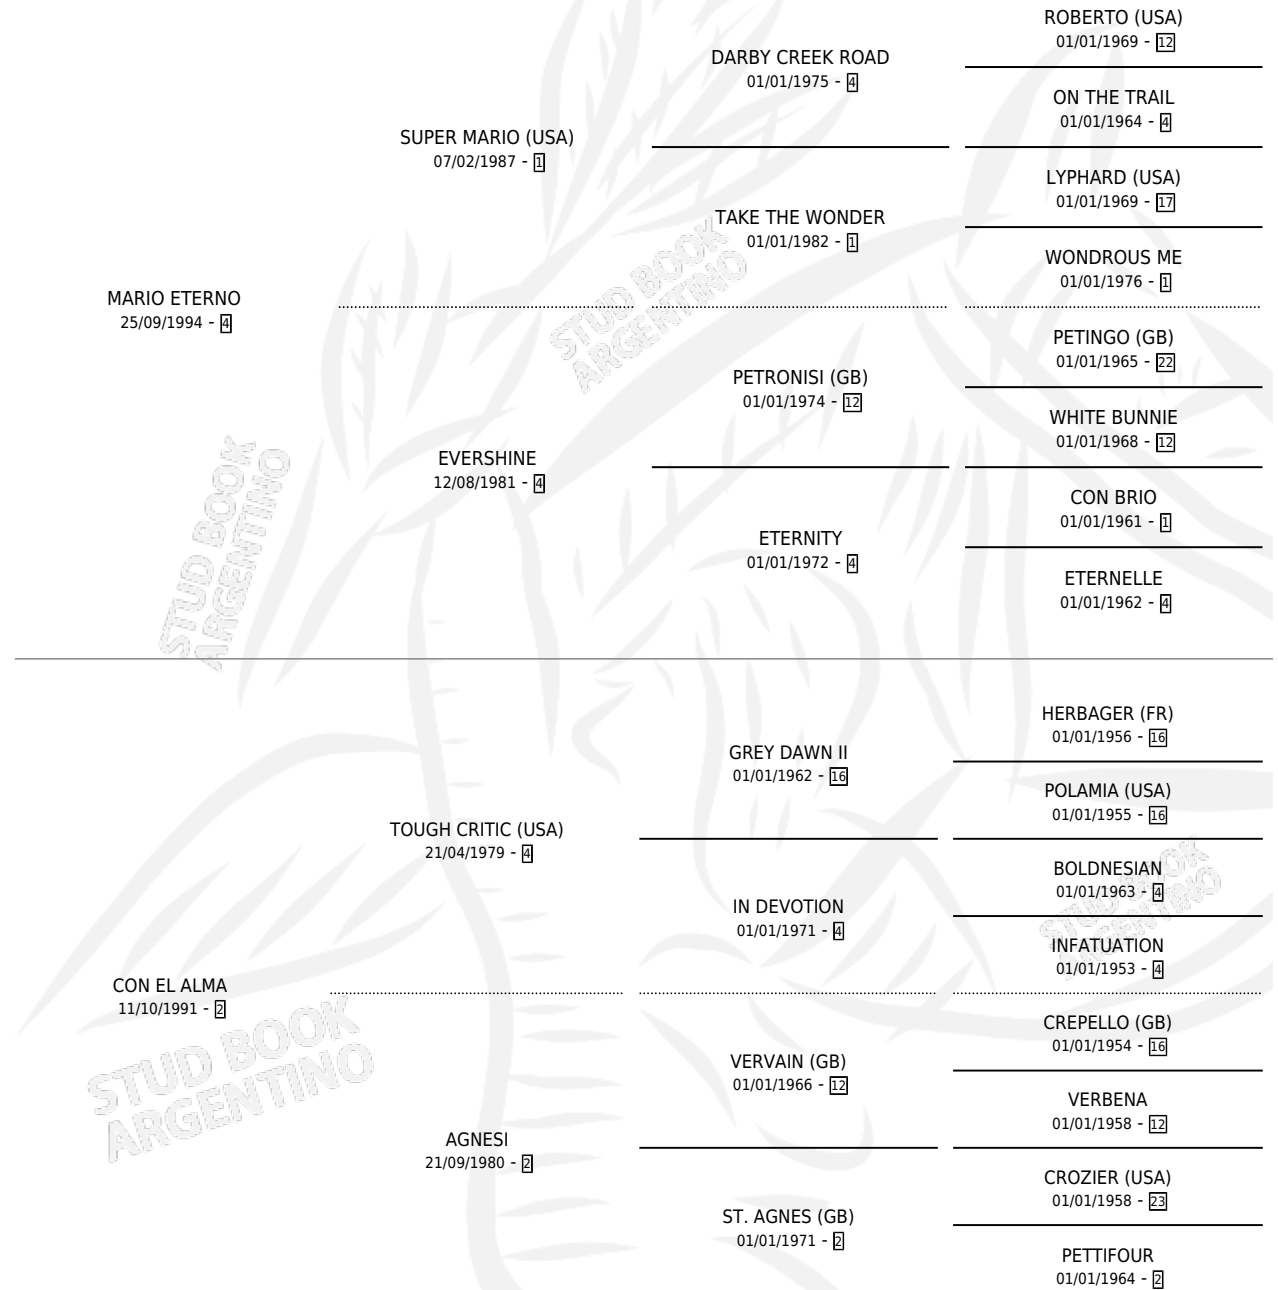 ROBERTO (USA)
01/01/1969 - 12
DARBY CREEK ROAD
01/01/1975 - 4
ON THE TRAIL
01/01/1964 - 4
SUPER MARIO (USA)
07/02/1987 - 1
LYPHARD (USA)
01/01/1969 - 17
TAKE THE WONDER
01/01/1982 - 1
WONDROUS ME
01/01/1976 - 1
MARIO ETERNO
25/09/1994 - 4
STUD BOOK
ARGENTINO
PETINGO (GB)
01/01/1965 - 22
PETRONISI (GB)
01/01/1974 - 12
WHITE BUNNIE
01/01/1968 - 12
EVERSHINE
12/08/1981 - 4
CON BRIO
01/01/1961 - 1
ETERNITY
01/01/1972 - 4
ETERNELLE
01/01/1962 - 4
STUD BOOK
ARGENTINO
HERBAGER (FR)
01/01/1956 - 16
GREY DAWN II
01/01/1962 - 16
POLAMIA (USA)
01/01/1955 - 16
TOUGH CRITIC (USA)
21/04/1979 - 4
BOLDNESIAN
01/01/1963 - 4
IN DEVOTION
01/01/1971 - 4
INFATUATION
01/01/1953 - 4
STUD BOOK
ARGENTINO
CON EL ALMA
11/10/1991 - 2
CREPELLO (GB)
01/01/1954 - 16
VERVAIN (GB)
01/01/1966 - 12
VERBENA
01/01/1958 - 12
STUD BOOK
ARGENTINO
AGNESI
21/09/1980 - 2
CROZIER (USA)
01/01/1958 - 23
ST. AGNES (GB)
01/01/1971 - 2
PETTIFOUR
01/01/1964 - 2